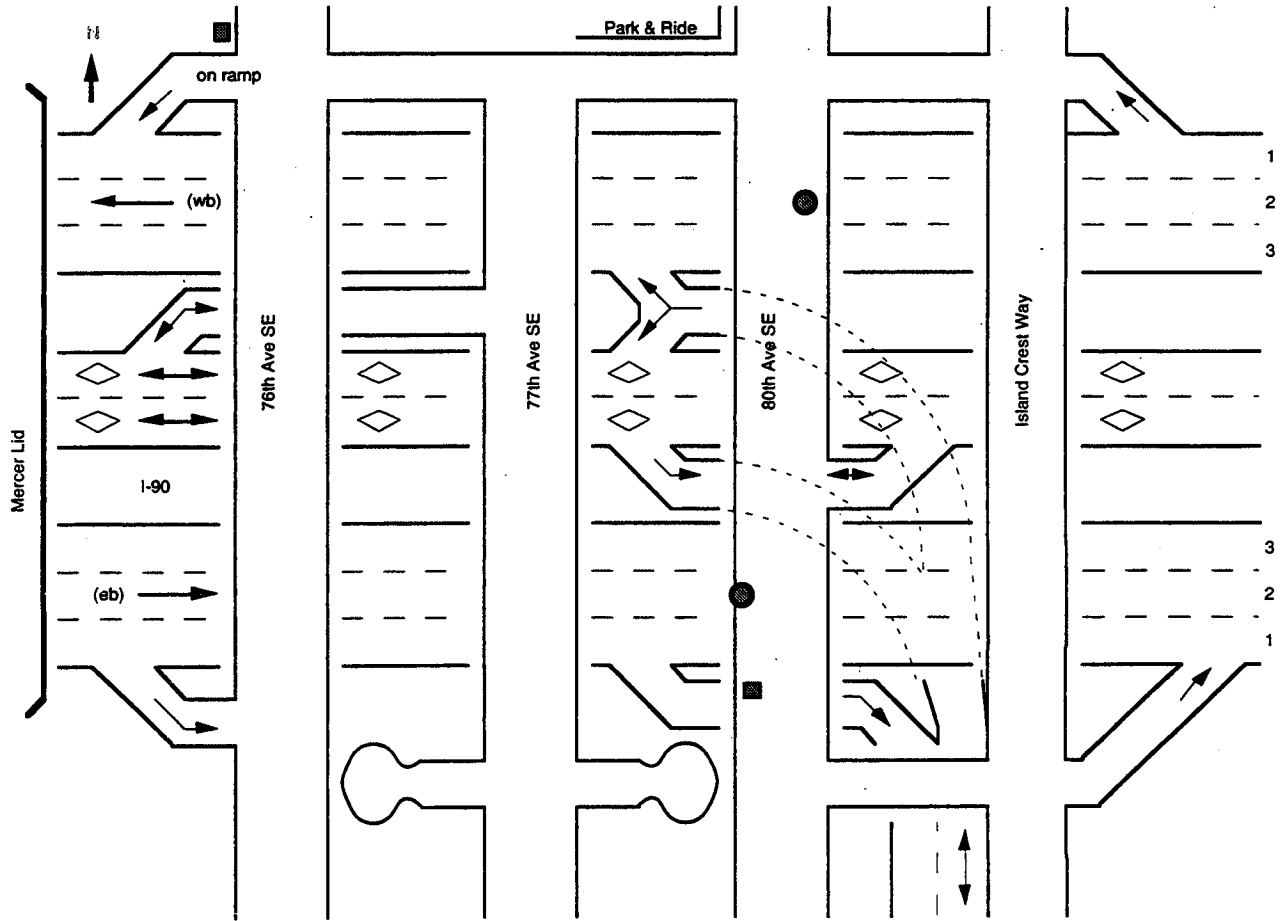 Park & Ride
N
on ramp
(wb)
1
2
3
76th Ave SE
77th Ave SE
80th Ave SE
Island Crest Way
Mercer Lid
I-90
(eb)
3
2
1